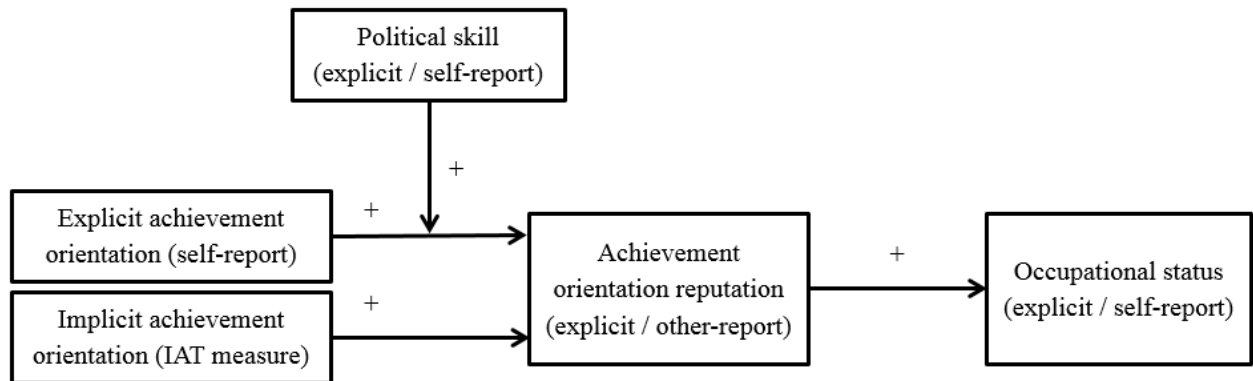 Political skill
(explicit / self-report)
+
+
Explicit achievement
orientation (self-report)
+
Implicit achievement
orientation (IAT measure)
Achievement
orientation reputation
(explicit / other-report)
+
Occupational status
(explicit / self-report)